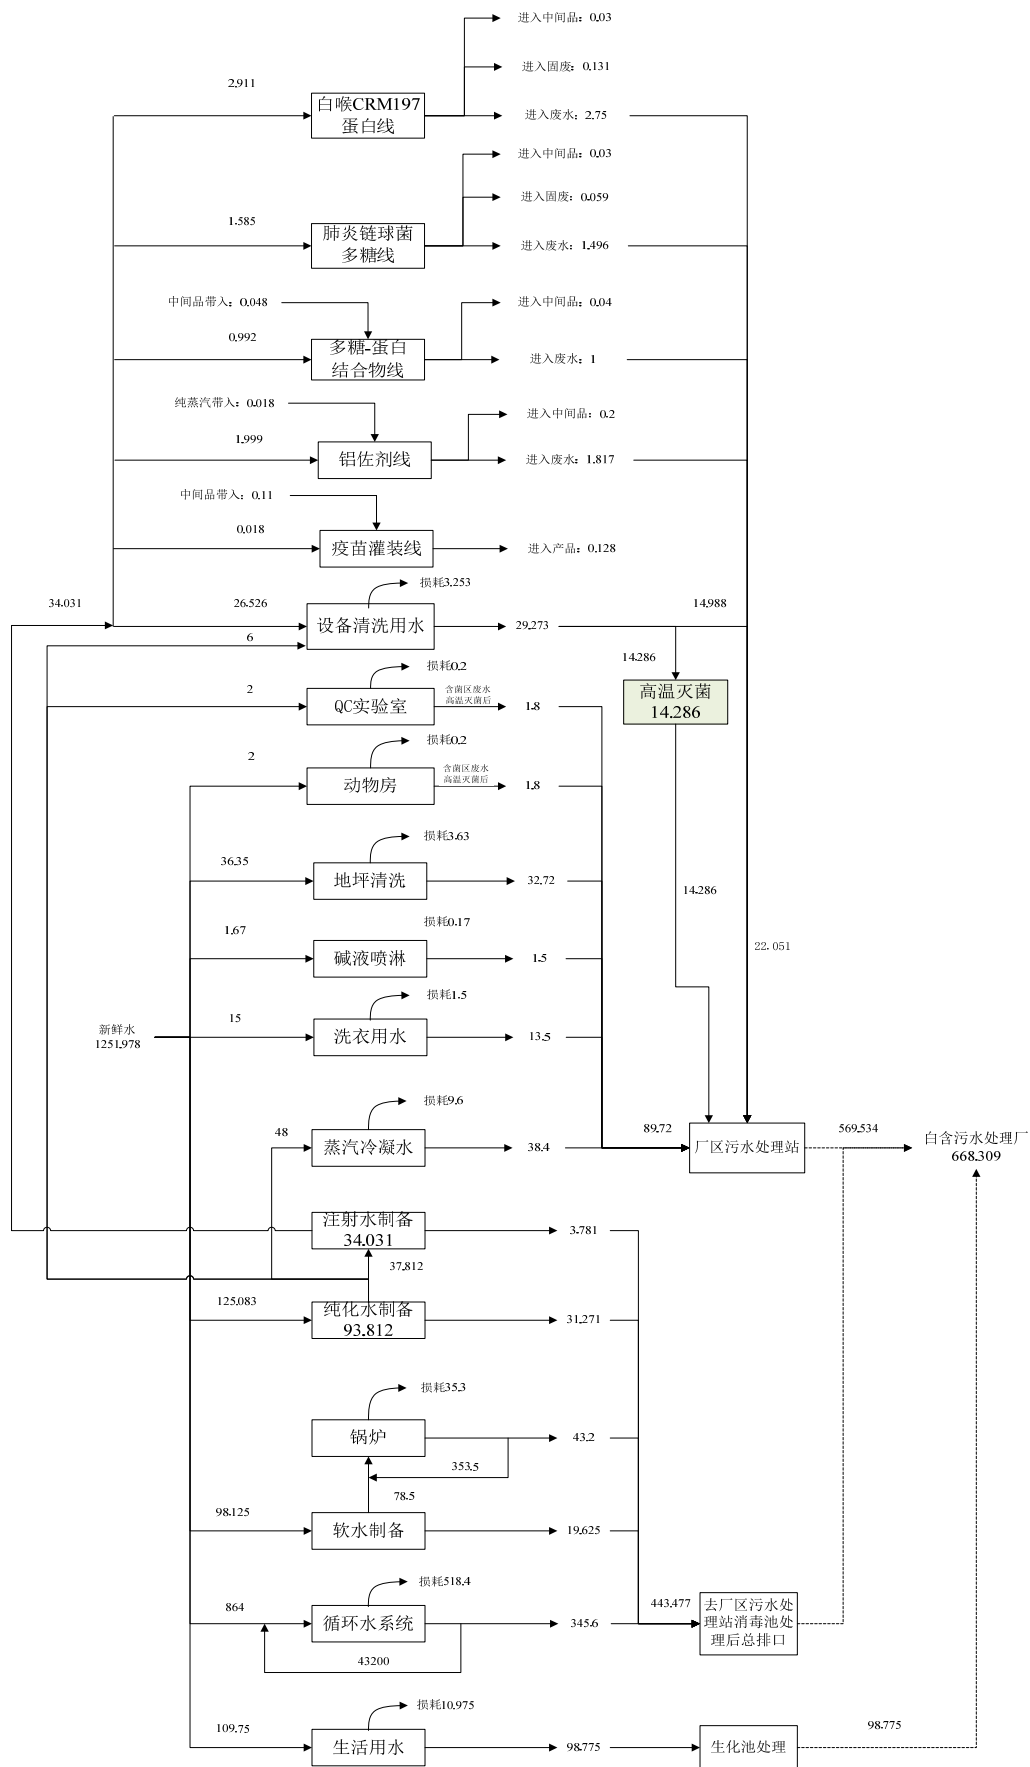 进入中间品：0.03
进入固废：0.131
2.911
白喉CRM197
蛋白线
进入废水：2.75
进入中间品：0.03
进入固废：0.059
1.585
肺炎链球菌
多糖线
进入废水：1.496
中间品带入：0.048
进入中间品：0.04
0.992
多糖-蛋白
结合物线
进入废水：1
纯蒸汽带入：0.018
进入中间品：0.2
1.999
铝佐剂线
进入废水：1.817
中间品带入：0.11
0.018
疫苗灌装线
进入产品：0.128
损耗3.253
34.031
26.526
设备清洗用水
29.273
14.988
6
14.286
损耗0.2
2
QC实验室
含菌区废水
高温灭菌后
1.8
高温灭菌
14.286
损耗0.2
2
动物房
含菌区废水
高温灭菌后
1.8
损耗3.63
36.35
地坪清洗
32.72
14.286
损耗0.17
1.67
碱液喷淋
1.5
22.051
损耗1.5
15
洗衣用水
13.5
新鲜水
1251.978
损耗9.6
48
蒸汽冷凝水
38.4
89.72
厂区污水处理站
569.534
白含污水处理厂
668.309
注射水制备
34.031
3.781
37.812
125.083
纯化水制备
93.812
31.271
损耗35.3
锅炉
43.2
353.5
78.5
98.125
软水制备
19.625
损耗518.4
864
循环水系统
345.6
443.477
去厂区污水处
理站消毒池处
理后总排口
43200
损耗10.975
109.75
生活用水
98.775
生化池处理
98.775